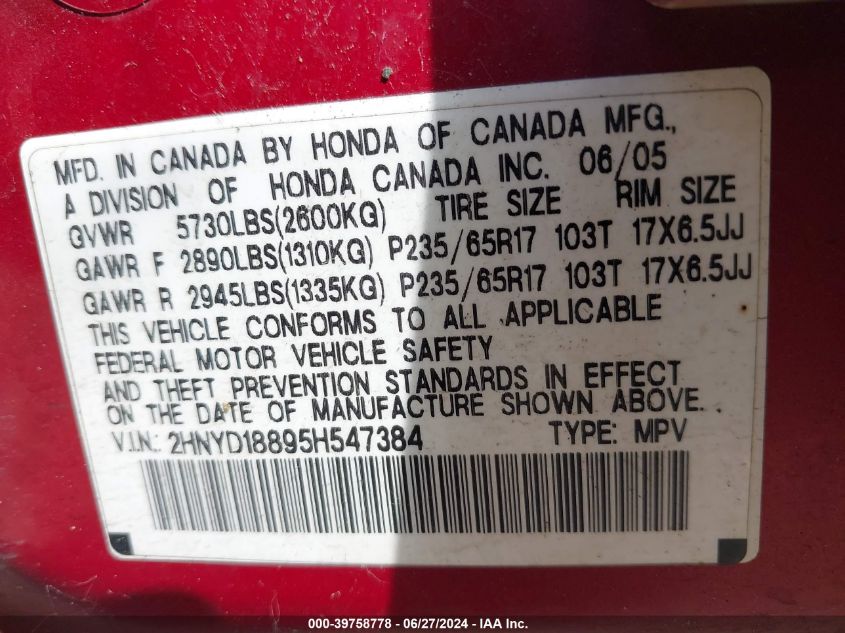 MFD. IN CANADA BY HONDA OF CANADA MFG.,
A DIVISION OF HONDA CANADA INC. 06/05
GVWR 5730LBS(2600KG) TIRE SIZE RIM SIZE
GAWR F 2890LBS(1310KG) P235/65R17 103T 17X6.5JJ
GAWR R 2945LBS(1335KG) P235/65R17 103T 17X6.5JJ
THIS VEHICLE CONFORMS TO ALL APPLICABLE
FEDERAL MOTOR VEHICLE SAFETY
AND THEFT PREVENTION STANDARDS IN EFFECT
ON THE DATE OF MANUFACTURE SHOWN ABOVE.
V.I.N.: 2HNYD18895H547384 TYPE: MPV
000-39758778 - 06/27/2024 - IAA Inc.